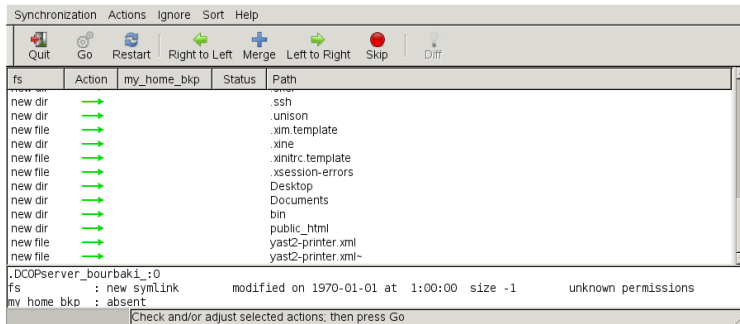 Synchronization Actions Ignore Sort Help
Quit Go Restart Right to Left Merge Left to Right Skip Diff
fs Action my_home_bkp Status Path
new dir .ssh
new dir .unison
new file .xim.template
new dir .xine
new file .xinitrc.template
new file .xsession-errors
new dir Desktop
new dir Documents
new dir bin
new dir public_html
new file yast2-printer.xml
new file yast2-printer.xml~
.DCOPserver_bourbaki_:0
fs : new symlink modified on 1970-01-01 at 1:00:00 size -1 unknown permissions
my_home_bkp : absent
Check and/or adjust selected actions; then press Go